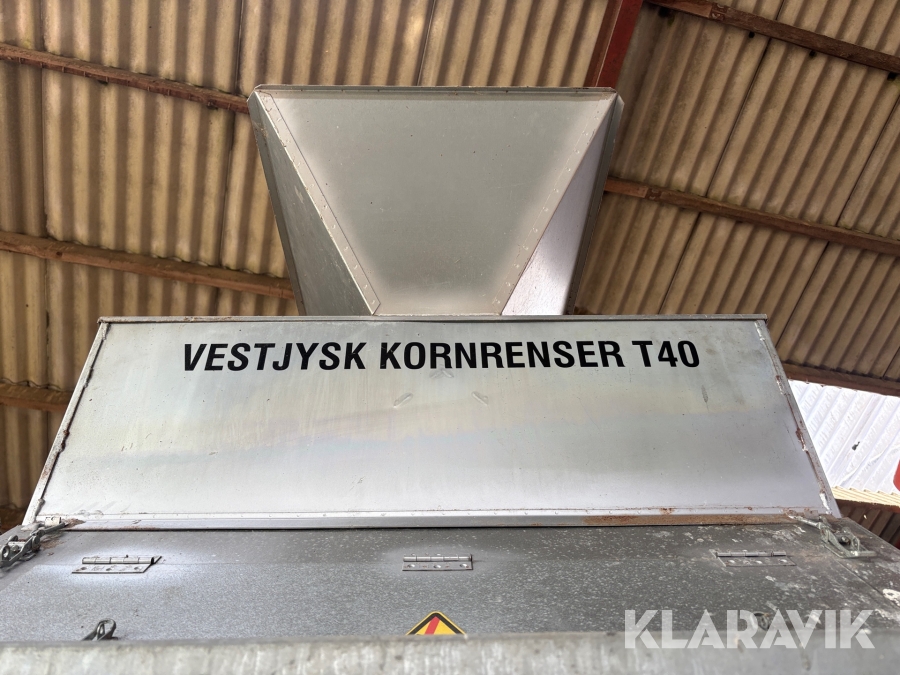 VESTJYSK KORNRENSER T40
KLARAVIK